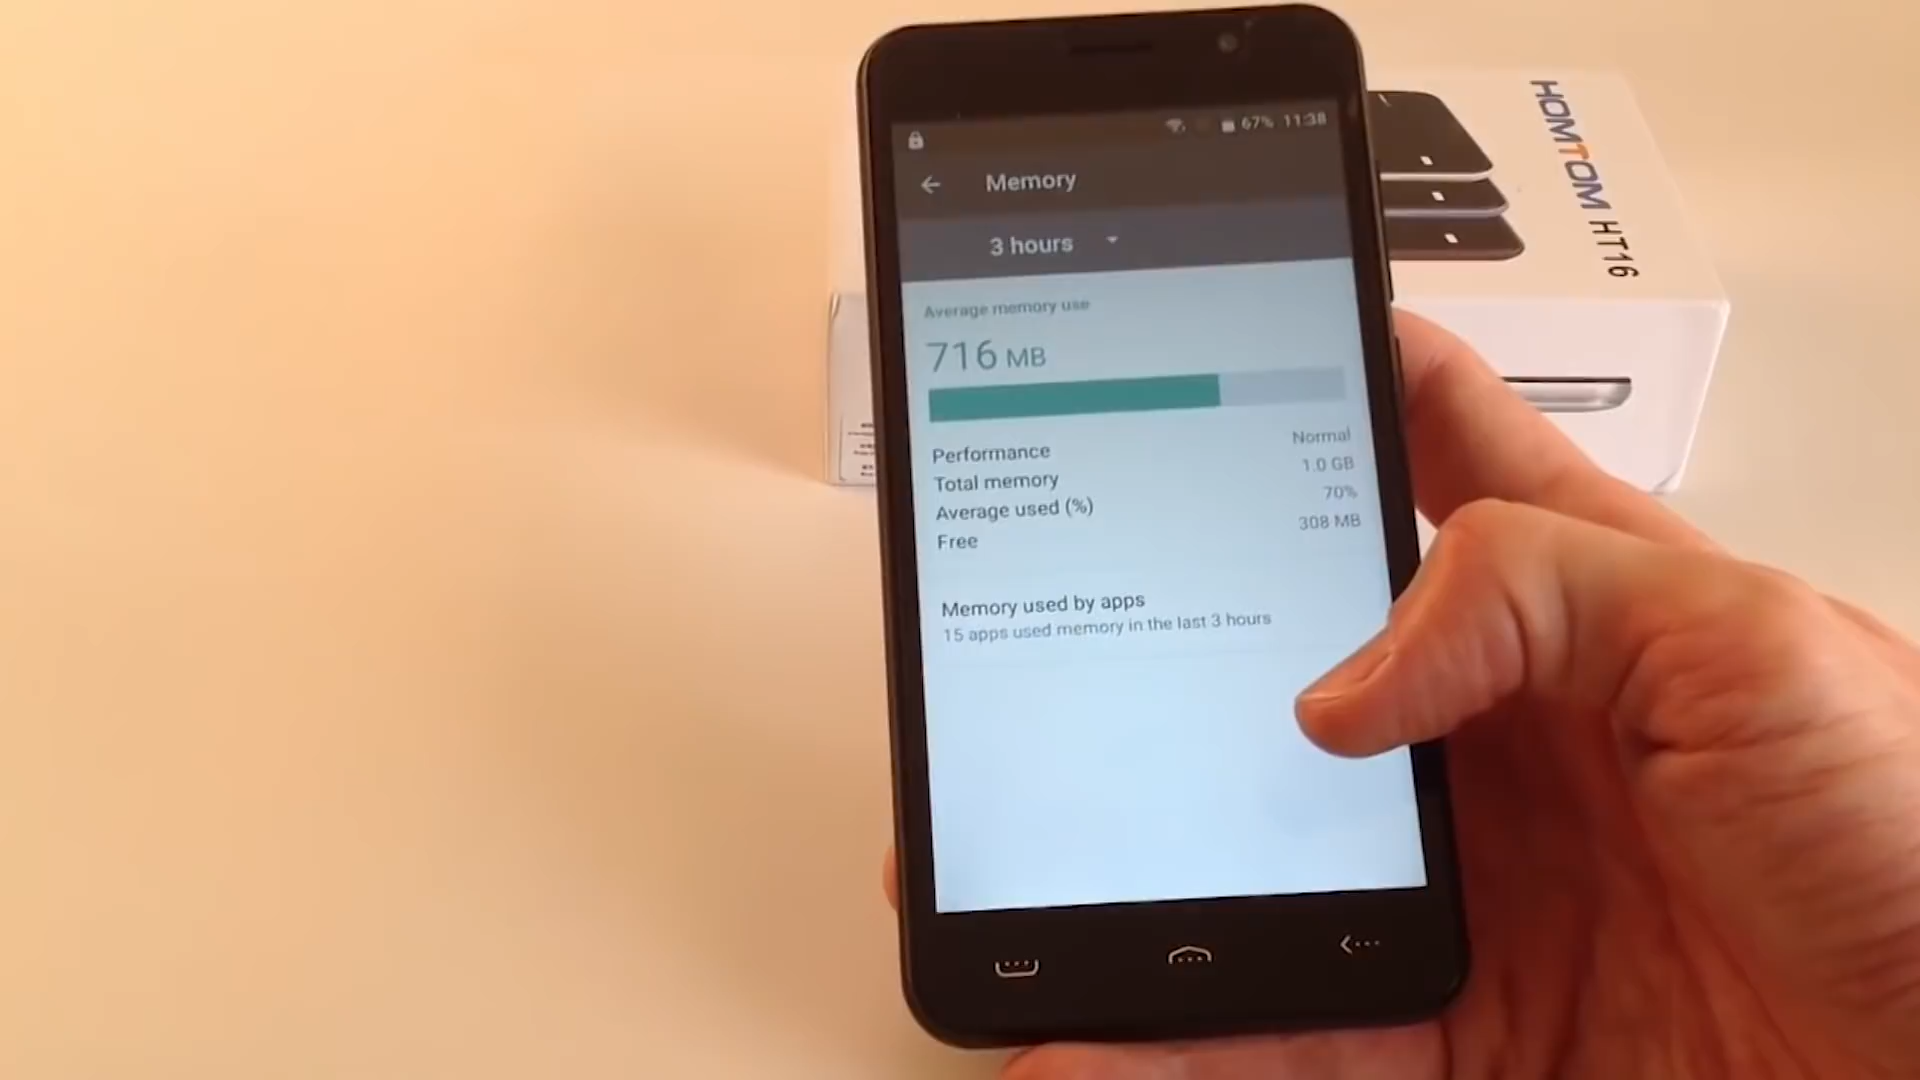 67% 11:38
Memory
3 hours
Average memory use
716 MB
Performance Normal
Total memory 1.0 GB
Average used (%) 70%
Free 308 MB
Memory used by apps
15 apps used memory in the last 3 hours
HOMTOM HT16